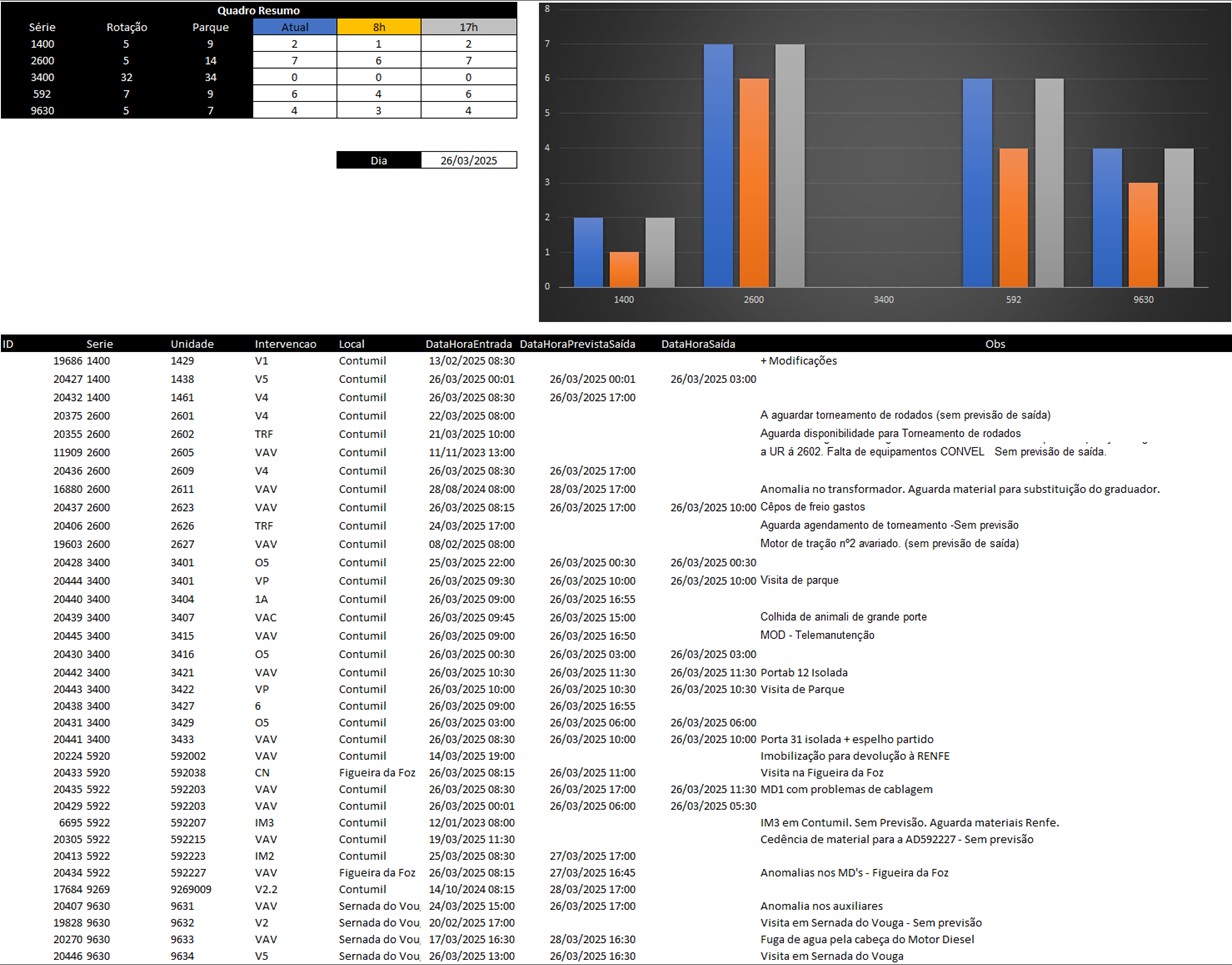 Quadro Resumo
Série Rotação Parque Atual 8h 17h
1400 5 9 2 1 2
2600 5 14 7 6 7
3400 32 34 0 0 0
592 7 9 6 4 6
9630 5 7 4 3 4
Dia 26/03/2025
8
7
6
5
4
3
2
1
0
1400 2600 3400 592 9630
ID Serie Unidade Intervencao Local DataHoraEntrada DataHoraPrevistaSaída DataHoraSaída Obs
19686 1400 1429 V1 Contumil 13/02/2025 08:30 + Modificações
20427 1400 1438 V5 Contumil 26/03/2025 00:01 26/03/2025 00:01 26/03/2025 03:00
20432 1400 1461 V4 Contumil 26/03/2025 08:30 26/03/2025 17:00
20375 2600 2601 V4 Contumil 22/03/2025 08:00 A aguardar torneamento de rodados (sem previsão de saída)
20355 2600 2602 TRF Contumil 21/03/2025 10:00 Aguarda disponibilidade para Torneamento de rodados
11909 2600 2605 VAV Contumil 11/11/2023 13:00 a UR á 2602. Falta de equipamentos CONVEL Sem previsão de saída.
20436 2600 2609 V4 Contumil 26/03/2025 08:30 26/03/2025 17:00
16880 2600 2611 VAV Contumil 28/08/2024 08:00 28/03/2025 17:00 Anomalia no transformador. Aguarda material para substituição do graduador.
20437 2600 2623 VAV Contumil 26/03/2025 08:15 26/03/2025 17:00 26/03/2025 10:00 Cêpos de freio gastos
20406 2600 2626 TRF Contumil 24/03/2025 17:00 Aguarda agendamento de torneamento -Sem previsão
19603 2600 2627 VAV Contumil 08/02/2025 08:00 Motor de tração nº2 avariado. (sem previsão de saída)
20428 3400 3401 O5 Contumil 25/03/2025 22:00 26/03/2025 00:30 26/03/2025 00:30
20444 3400 3401 VP Contumil 26/03/2025 09:30 26/03/2025 10:00 26/03/2025 10:00 Visita de parque
20440 3400 3404 1A Contumil 26/03/2025 09:00 26/03/2025 16:55
20439 3400 3407 VAC Contumil 26/03/2025 09:45 26/03/2025 15:00 Colhida de animali de grande porte
20445 3400 3415 VAV Contumil 26/03/2025 09:00 26/03/2025 16:50 MOD - Telemanutenção
20430 3400 3416 O5 Contumil 26/03/2025 00:30 26/03/2025 03:00 26/03/2025 03:00
20442 3400 3421 VAV Contumil 26/03/2025 10:30 26/03/2025 11:30 26/03/2025 11:30 Portab 12 Isolada
20443 3400 3422 VP Contumil 26/03/2025 10:00 26/03/2025 10:30 26/03/2025 10:30 Visita de Parque
20438 3400 3427 6 Contumil 26/03/2025 09:00 26/03/2025 16:55
20431 3400 3429 O5 Contumil 26/03/2025 03:00 26/03/2025 06:00 26/03/2025 06:00
20441 3400 3433 VAV Contumil 26/03/2025 08:30 26/03/2025 10:00 26/03/2025 10:00 Porta 31 isolada + espelho partido
20224 5920 592002 VAV Contumil 14/03/2025 19:00 Imobilização para devolução à RENFE
20433 5920 592038 CN Figueira da Foz 26/03/2025 08:15 26/03/2025 11:00 Visita na Figueira da Foz
20435 5922 592203 VAV Contumil 26/03/2025 08:30 26/03/2025 17:00 26/03/2025 11:30 MD1 com problemas de cablagem
20429 5922 592203 VAV Contumil 26/03/2025 00:01 26/03/2025 06:00 26/03/2025 05:30
6695 5922 592207 IM3 Contumil 12/01/2023 08:00 IM3 em Contumil. Sem Previsão. Aguarda materiais Renfe.
20305 5922 592215 VAV Contumil 19/03/2025 11:30 Cedência de material para a AD592227 - Sem previsão
20413 5922 592223 IM2 Contumil 25/03/2025 08:30 27/03/2025 17:00
20434 5922 592227 VAV Figueira da Foz 26/03/2025 08:15 27/03/2025 16:45 Anomalias nos MD's - Figueira da Foz
17684 9269 9269009 V2.2 Contumil 14/10/2024 08:15 28/03/2025 17:00
20407 9630 9631 VAV Sernada do Vou 24/03/2025 15:00 26/03/2025 17:00 Anomalia nos auxiliares
19828 9630 9632 V2 Sernada do Vou 20/02/2025 17:00 Visita em Sernada do Vouga - Sem previsão
20270 9630 9633 VAV Sernada do Vou 17/03/2025 16:30 28/03/2025 16:30 Fuga de agua pela cabeça do Motor Diesel
20446 9630 9634 V5 Sernada do Vou 26/03/2025 13:00 26/03/2025 16:30 Visita em Sernada do Vouga